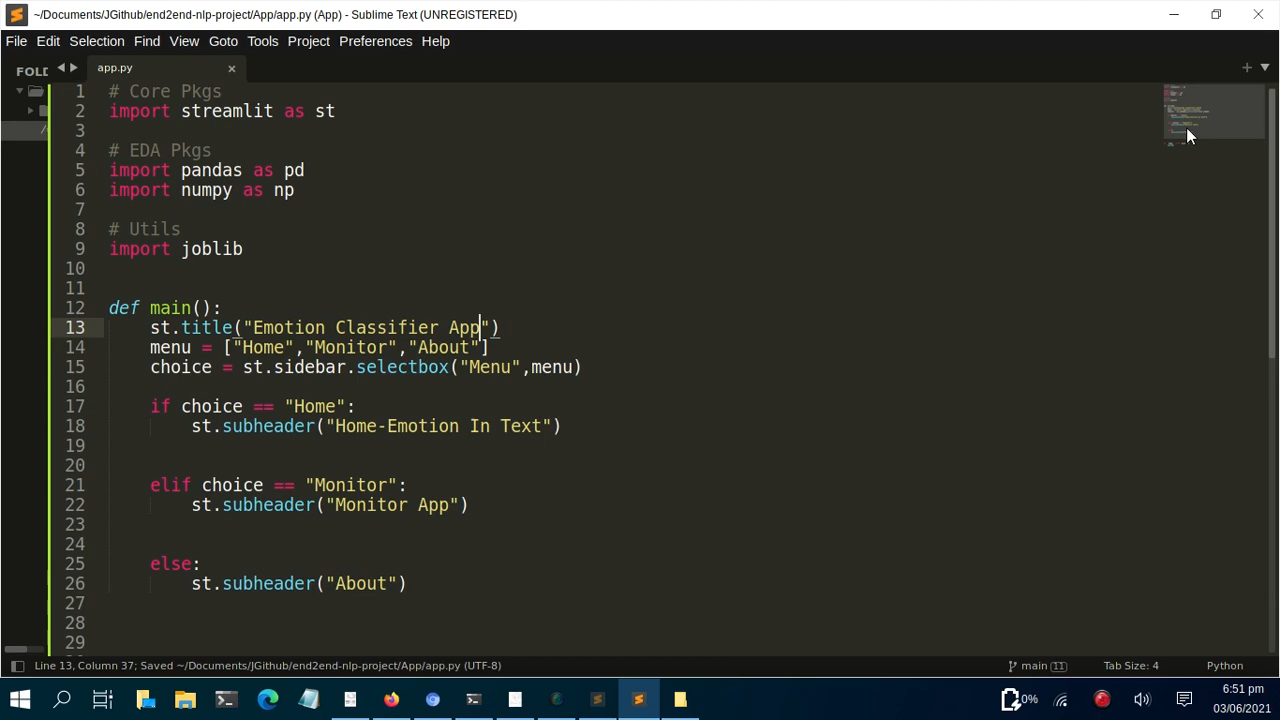 ~/Documents/JGithub/end2end-nlp-project/App/app.py (App) - Sublime Text (UNREGISTERED)
File Edit Selection Find View Goto Tools Project Preferences Help
FOLD
app.py
1 # Core Pkgs
2 import streamlit as st
3
4 # EDA Pkgs
5 import pandas as pd
6 import numpy as np
7
8 # Utils
9 import joblib
10
11
12 def main():
13 st.title("Emotion Classifier App")
14 menu = ["Home","Monitor","About"]
15 choice = st.sidebar.selectbox("Menu",menu)
16
17 if choice == "Home":
18 st.subheader("Home-Emotion In Text")
19
20
21 elif choice == "Monitor":
22 st.subheader("Monitor App")
23
24
25 else:
26 st.subheader("About")
27
28
29
Line 13, Column 37; Saved ~/Documents/JGithub/end2end-nlp-project/App/app.py (UTF-8) main 11 Tab Size: 4 Python
0% 6:51 pm
03/06/2021